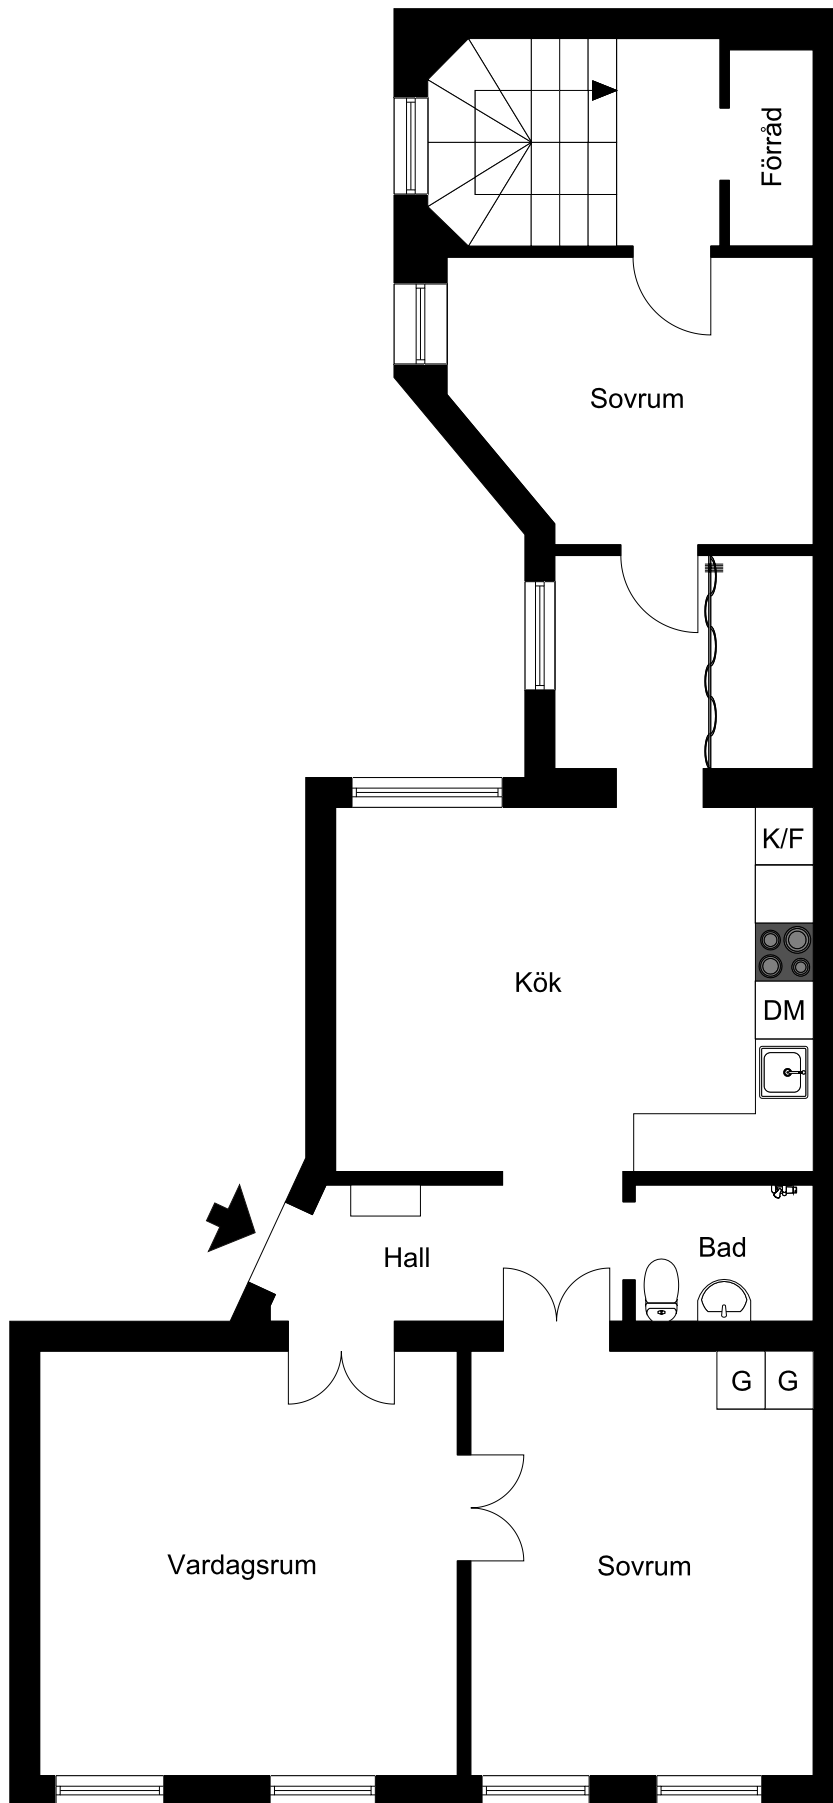 Förråd
Sovrum
K/F
Kök
DM
Hall
Bad
G G
Vardagsrum
Sovrum